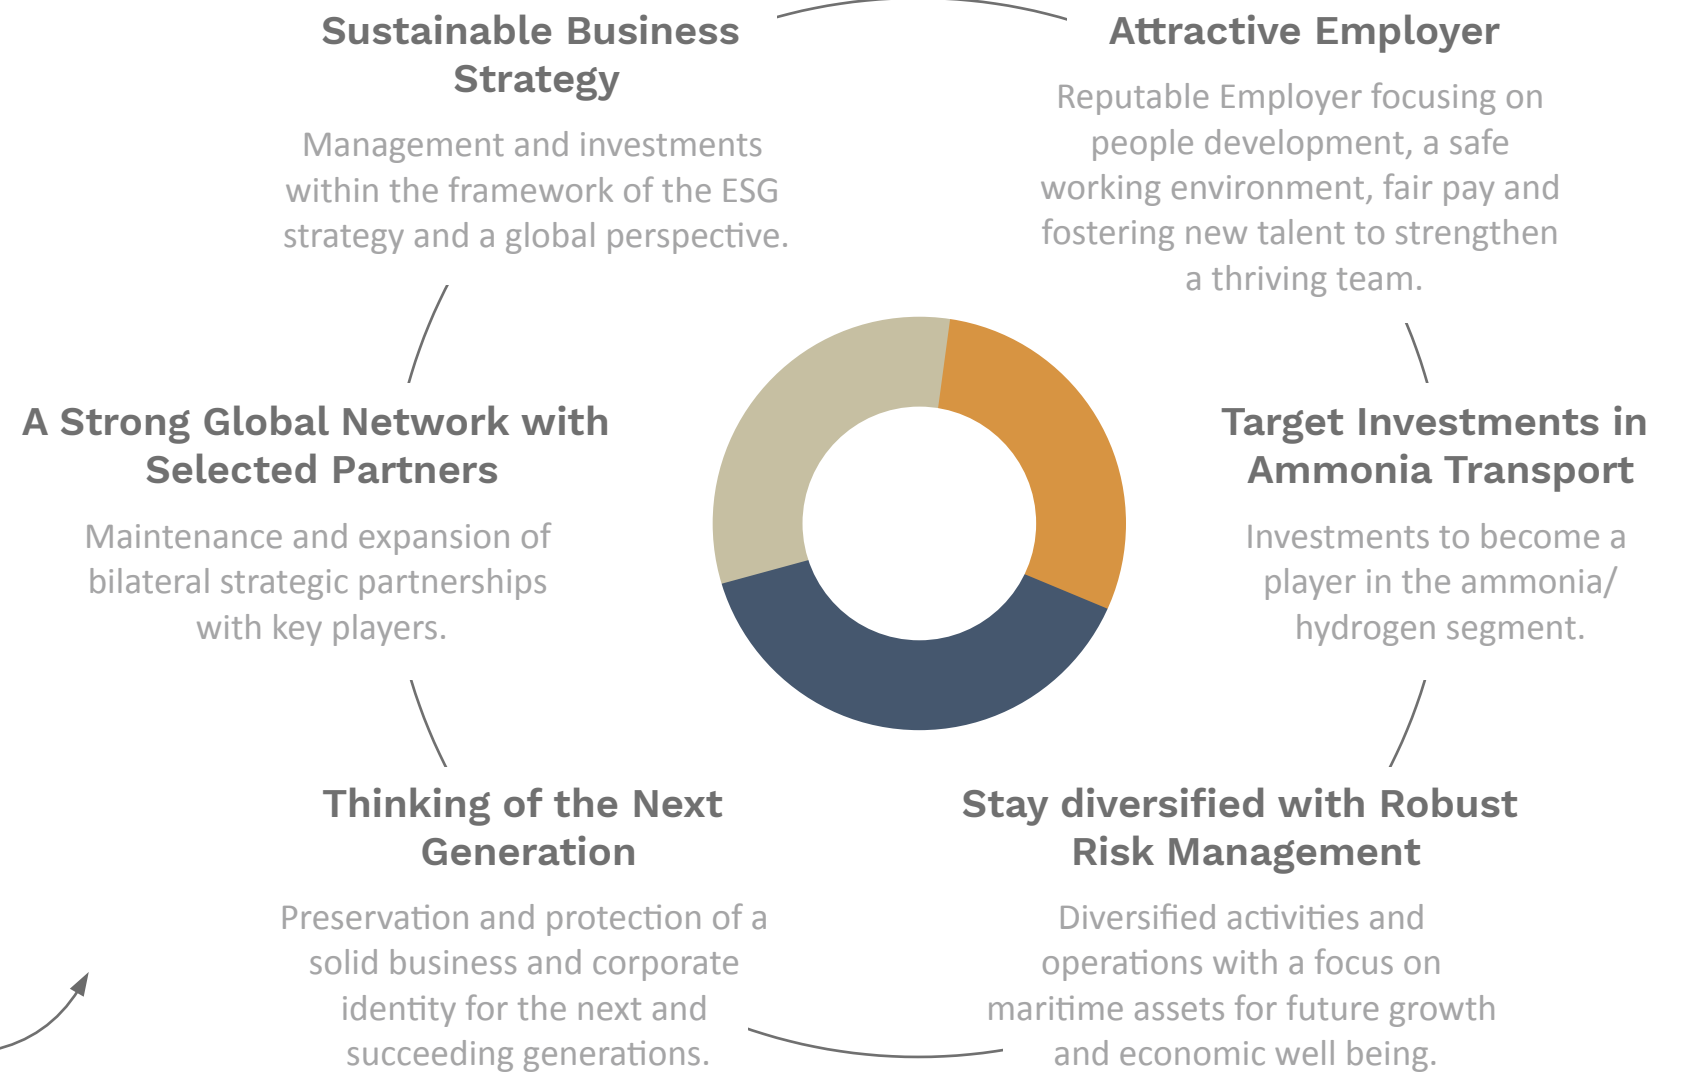 Sustainable Business
Strategy
Management and investments
within the framework of the ESG
strategy and a global perspective.
Attractive Employer
Reputable Employer focusing on
people development, a safe
working environment, fair pay and
fostering new talent to strengthen
a thriving team.
A Strong Global Network with
Selected Partners
Maintenance and expansion of
bilateral strategic partnerships
with key players.
Target Investments in
Ammonia Transport
Investments to become a
player in the ammonia/
hydrogen segment.
Thinking of the Next
Generation
Preservation and protection of a
solid business and corporate
identity for the next and
succeeding generations.
Stay diversified with Robust
Risk Management
Diversified activities and
operations with a focus on
maritime assets for future growth
and economic well being.